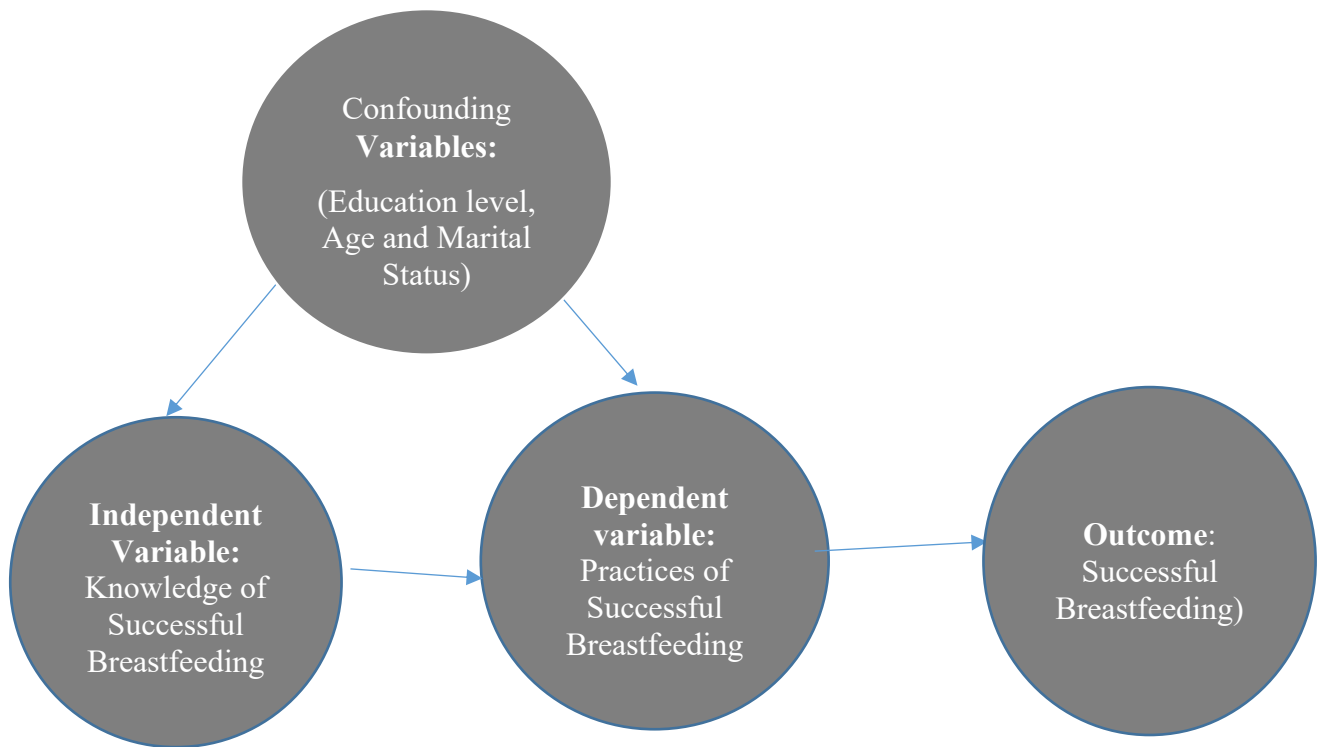 Confounding
Variables:
(Education level,
Age and Marital
Status)
Independent
Variable:
Knowledge of
Successful
Breastfeeding
Dependent
variable:
Practices of
Successful
Breastfeeding
Outcome:
Successful
Breastfeeding)